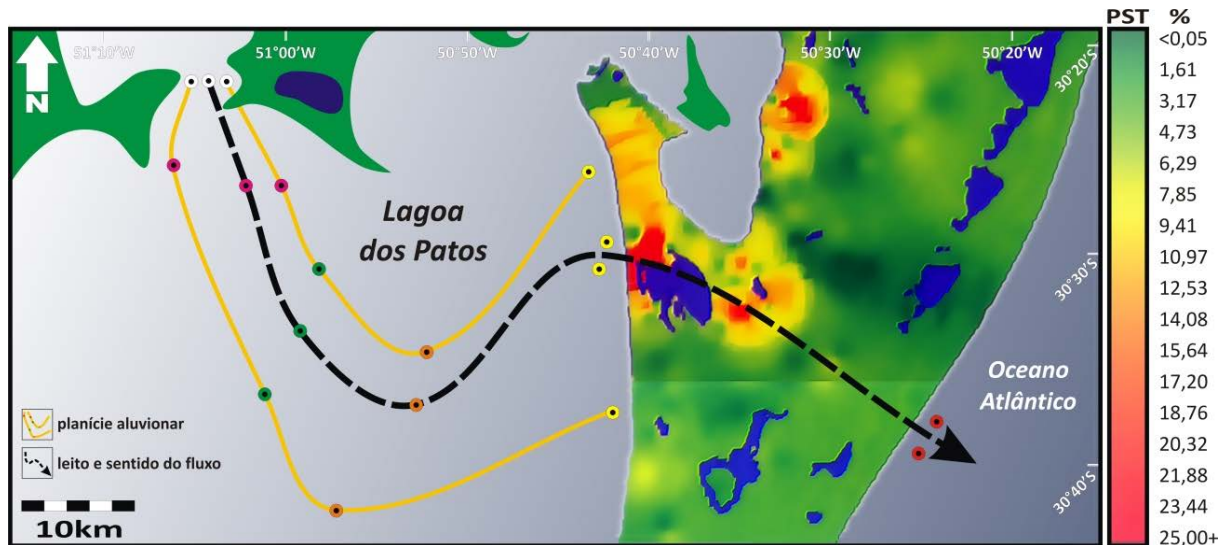 PST %
51°10'W 51°00'W 50°50'W 50°40'W 50°30'W 50°20'W
N
30°20'S
30°30'S
30°40'S
Lagoa
dos Patos
Oceano
Atlântico
planície aluvionar
leito e sentido do fluxo
10km
<0,05
1,61
3,17
4,73
6,29
7,85
9,41
10,97
12,53
14,08
15,64
17,20
18,76
20,32
21,88
23,44
25,00+